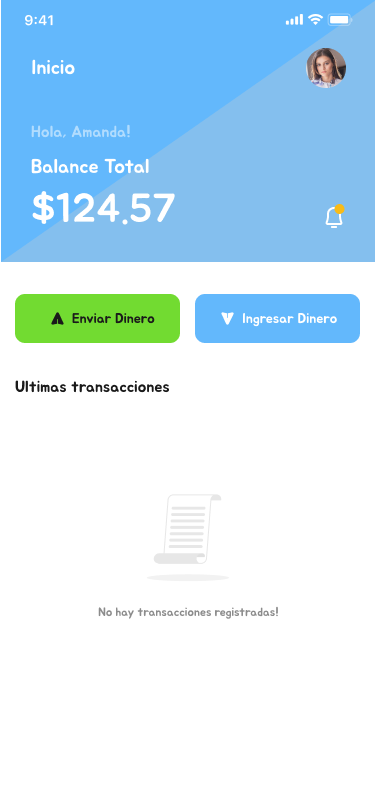 9:41
Inicio
Hola, Amanda!
Balance Total
$124.57
Enviar Dinero
Ingresar Dinero
Ultimas transacciones
No hay transacciones registradas!